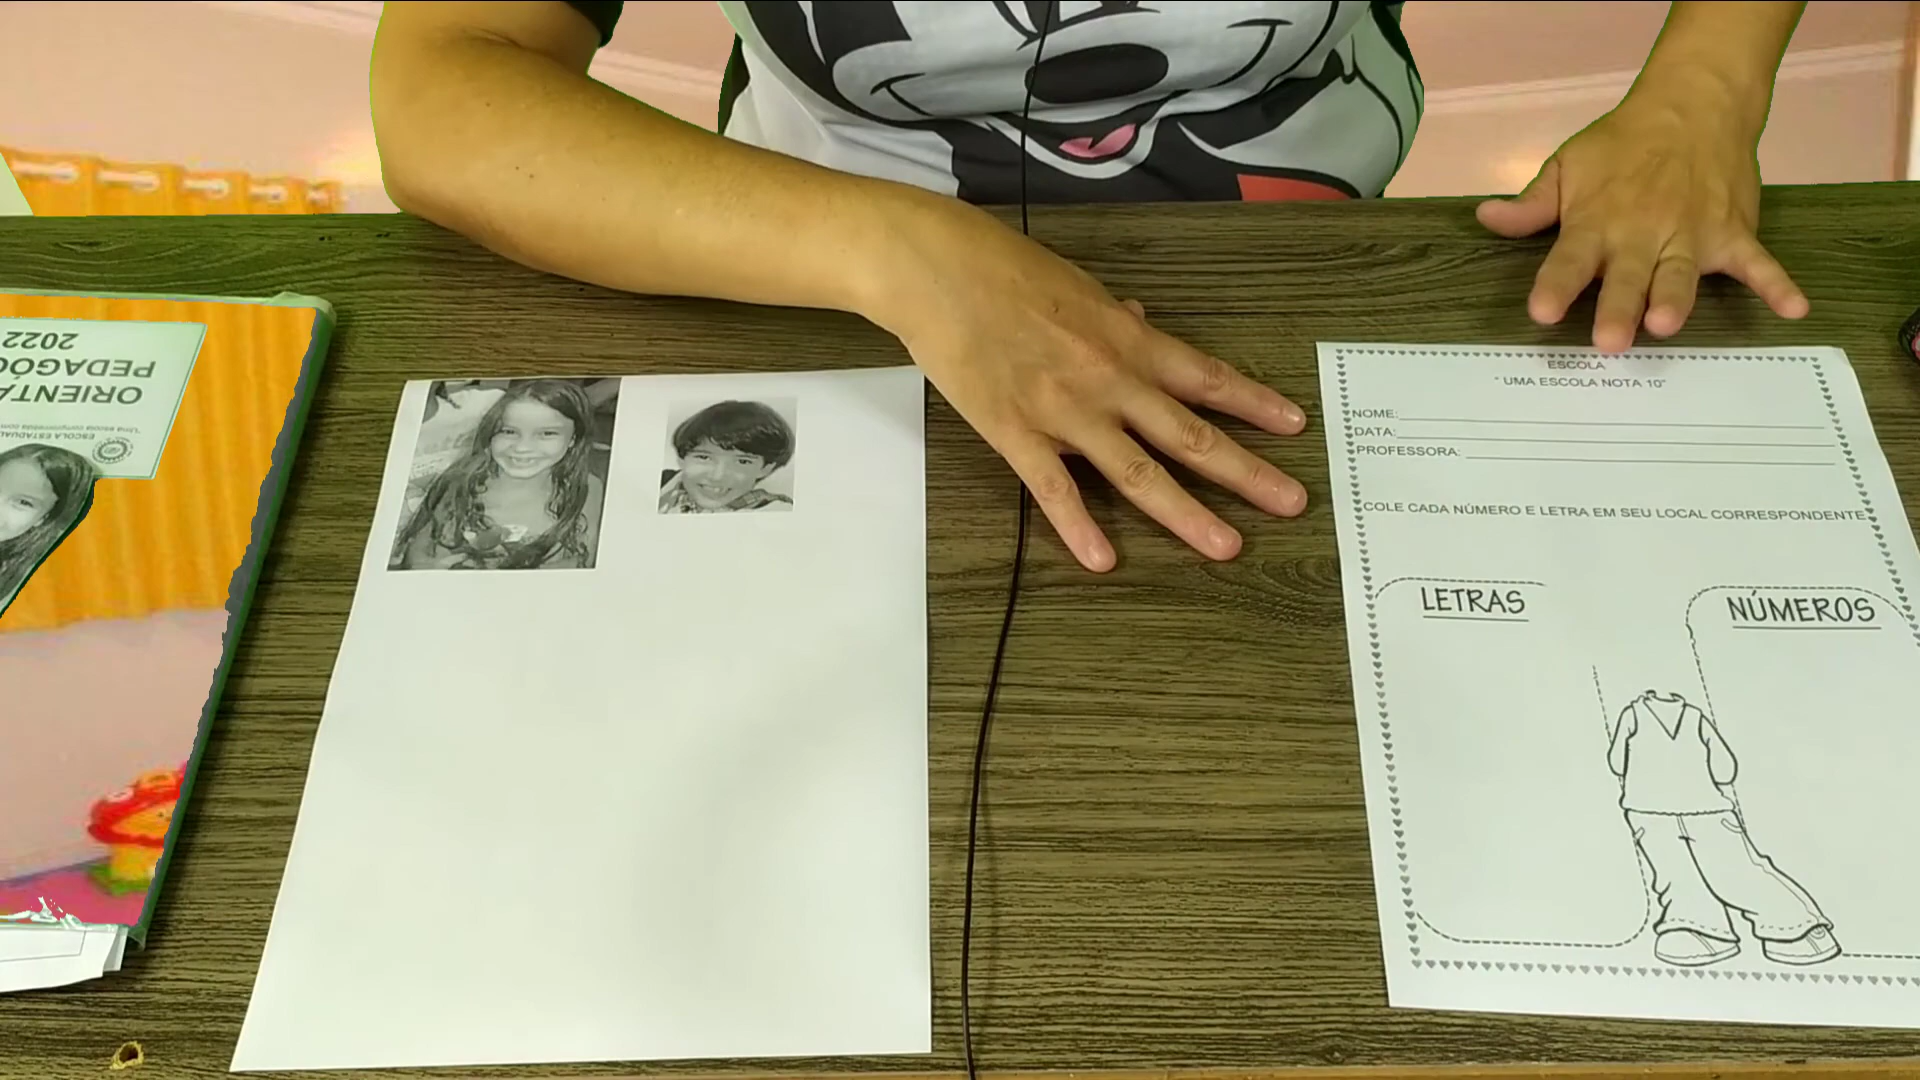 2022
PEDAGÓG
ORIENTA
ESCOLA ESTADUAL
ESCOLA
" UMA ESCOLA NOTA 10"
NOME:
DATA:
PROFESSORA:
COLE CADA NÚMERO E LETRA EM SEU LOCAL CORRESPONDENTE
LETRAS
NÚMEROS